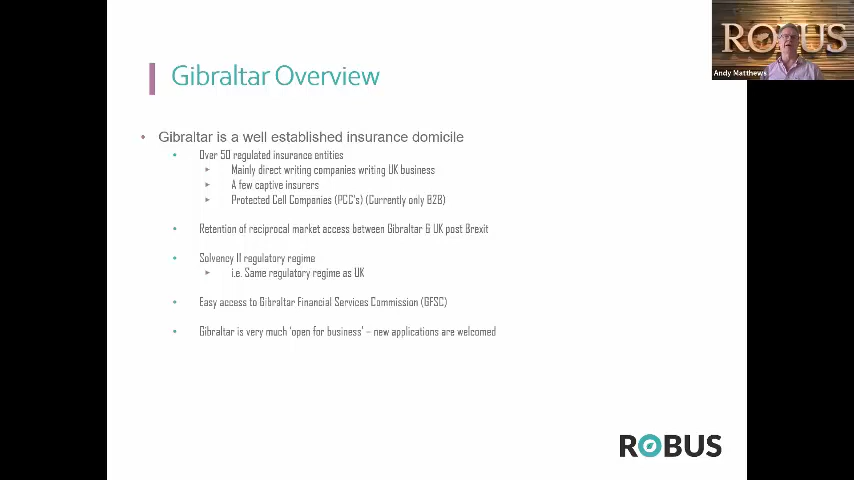 ROBUS
Andy Matthews
Gibraltar Overview
• Gibraltar is a well established insurance domicile
• Over 50 regulated insurance entities
▸ Mainly direct writing companies writing UK business
▸ A few captive insurers
▸ Protected Cell Companies (PCC's) (Currently only B2B)
• Retention of reciprocal market access between Gibraltar & UK post Brexit
• Solvency II regulatory regime
▸ i.e. Same regulatory regime as UK
• Easy access to Gibraltar Financial Services Commission (GFSC)
• Gibraltar is very much 'open for business' – new applications are welcomed
ROBUS